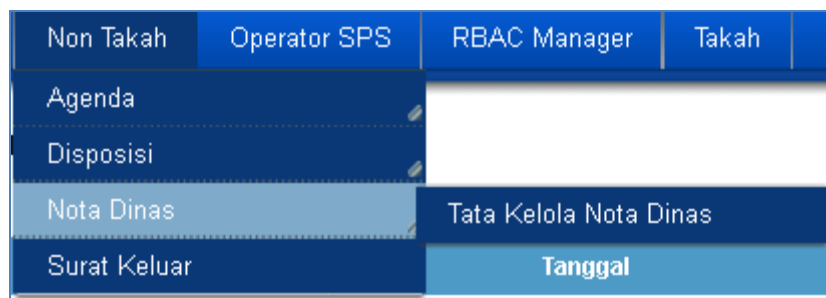 Non Takah Operator SPS RBAC Manager Takah
Agenda
Disposisi
Nota Dinas Tata Kelola Nota Dinas
Surat Keluar Tanggal